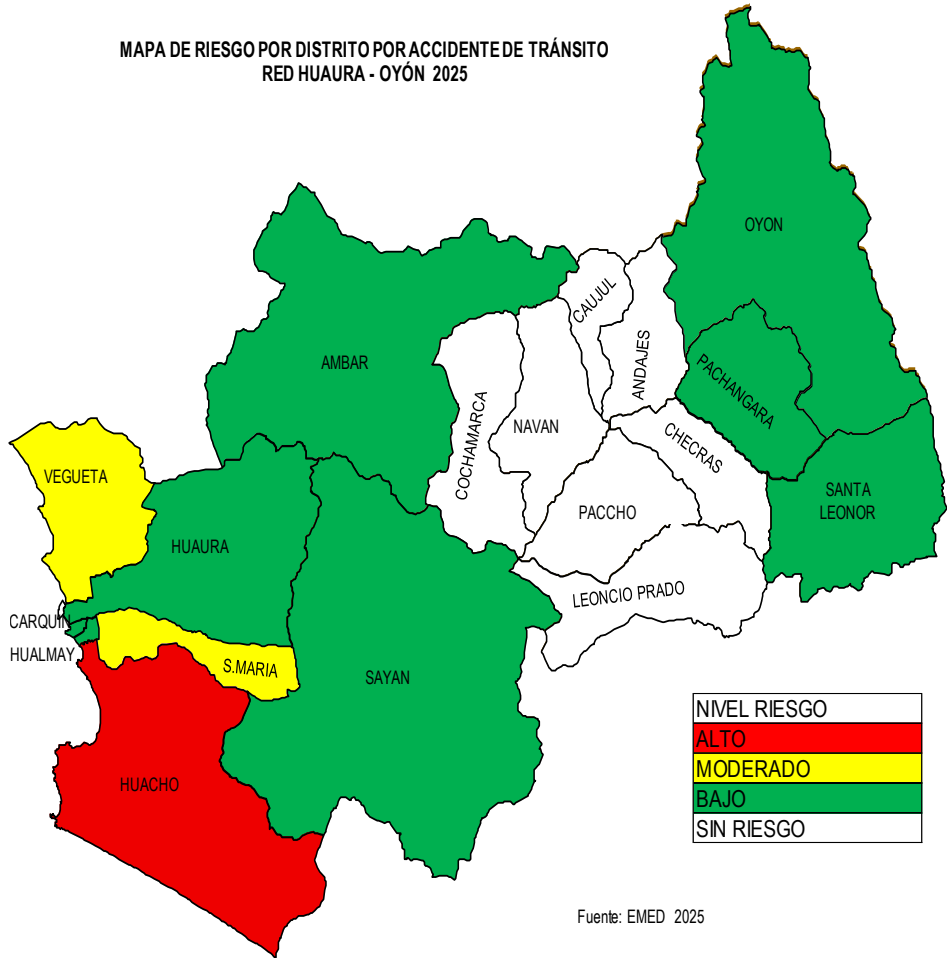 MAPA DE RIESGO POR DISTRITO POR ACCIDENTE DE TRÁNSITO
RED HUAURA - OYÓN 2025
OYON
CAUJUL
ANDAJES
AMBAR
PACHANGARA
COCHAMARCA
NAVAN
CHECRAS
VEGUETA
SANTA
LEONOR
PACCHO
HUAURA
LEONCIO PRADO
CARQUIN
HUALMAY
S.MARIA
SAYAN
HUACHO
NIVEL RIESGO
ALTO
MODERADO
BAJO
SIN RIESGO
Fuente: EMED 2025